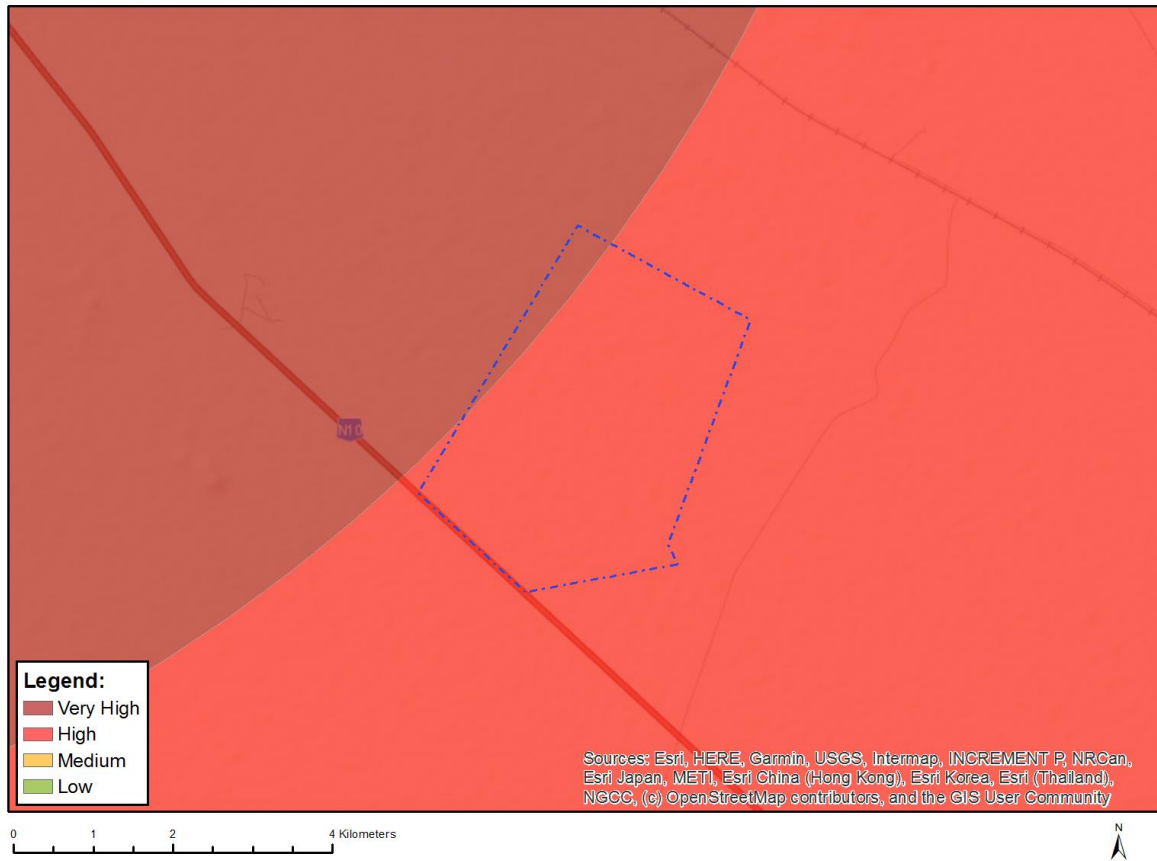 N10
Legend:
Very High
High
Medium
Low
Sources: Esri, HERE, Garmin, USGS, Intermap, INCREMENT P, NRCan,
Esri Japan, METI, Esri China (Hong Kong), Esri Korea, Esri (Thailand),
NGCC, (c) OpenStreetMap contributors, and the GIS User Community
0 1 2 4 Kilometers
N